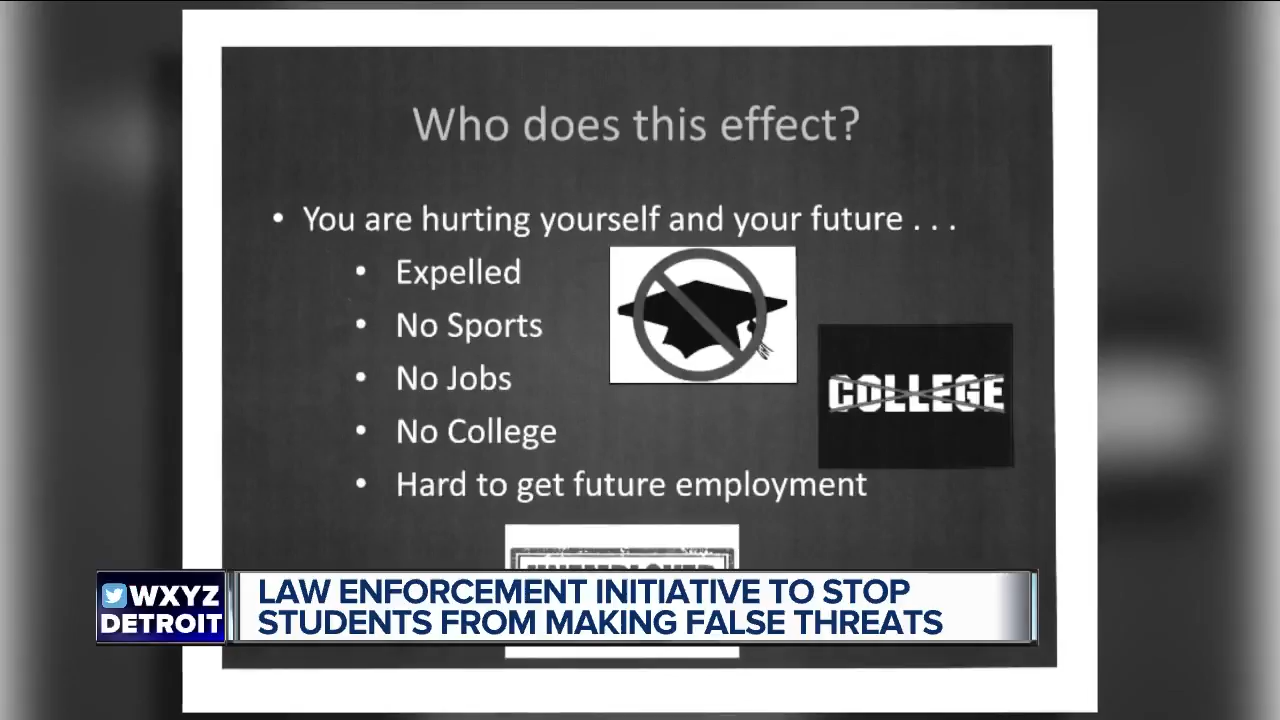 Who does this effect?
• You are hurting yourself and your future . . .
• Expelled
• No Sports
• No Jobs
• No College
• Hard to get future employment
COLLEGE
WXYZ
DETROIT
LAW ENFORCEMENT INITIATIVE TO STOP
STUDENTS FROM MAKING FALSE THREATS